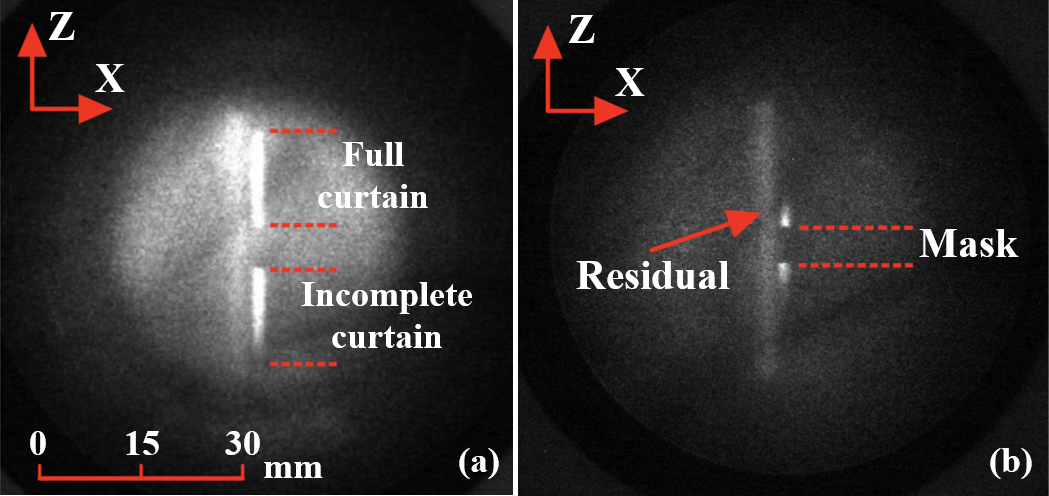 Z
X
Full
curtain
Incomplete
curtain
0 15 30
mm
(a)
Z
X
Residual
Mask
(b)